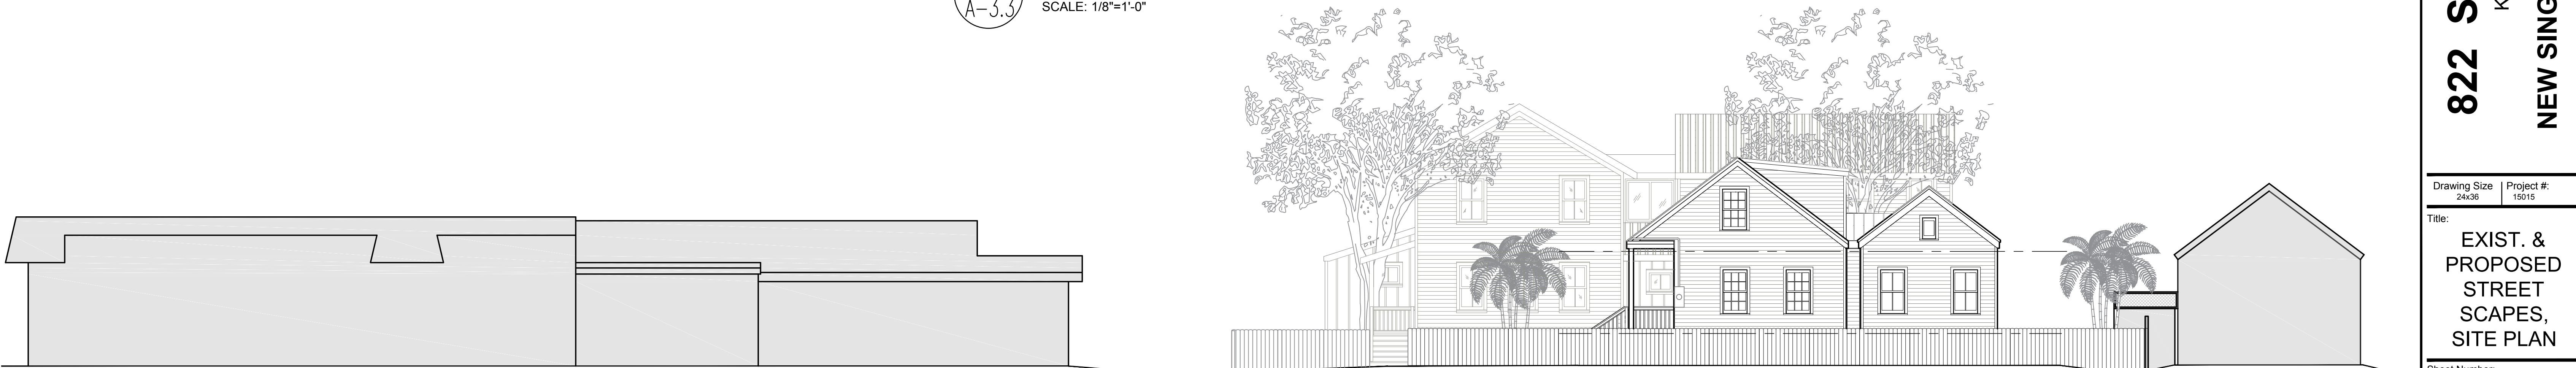 A-3.3
SCALE: 1/8"=1'-0"
822 S
NEW SING
Drawing Size
24x36
Project #:
15015
Title:
EXIST. &
PROPOSED
STREET
SCAPES,
SITE PLAN